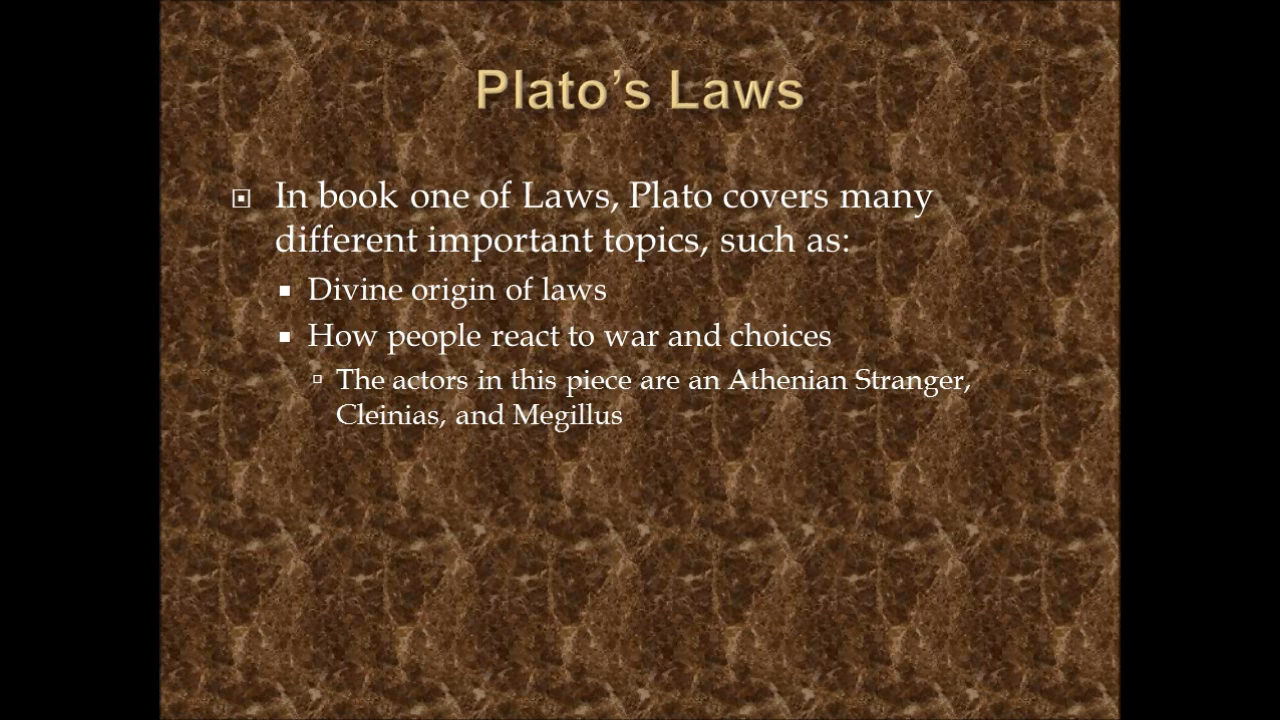 Plato’s Laws
In book one of Laws, Plato covers many
different important topics, such as:
Divine origin of laws
How people react to war and choices
The actors in this piece are an Athenian Stranger,
Cleinias, and Megillus